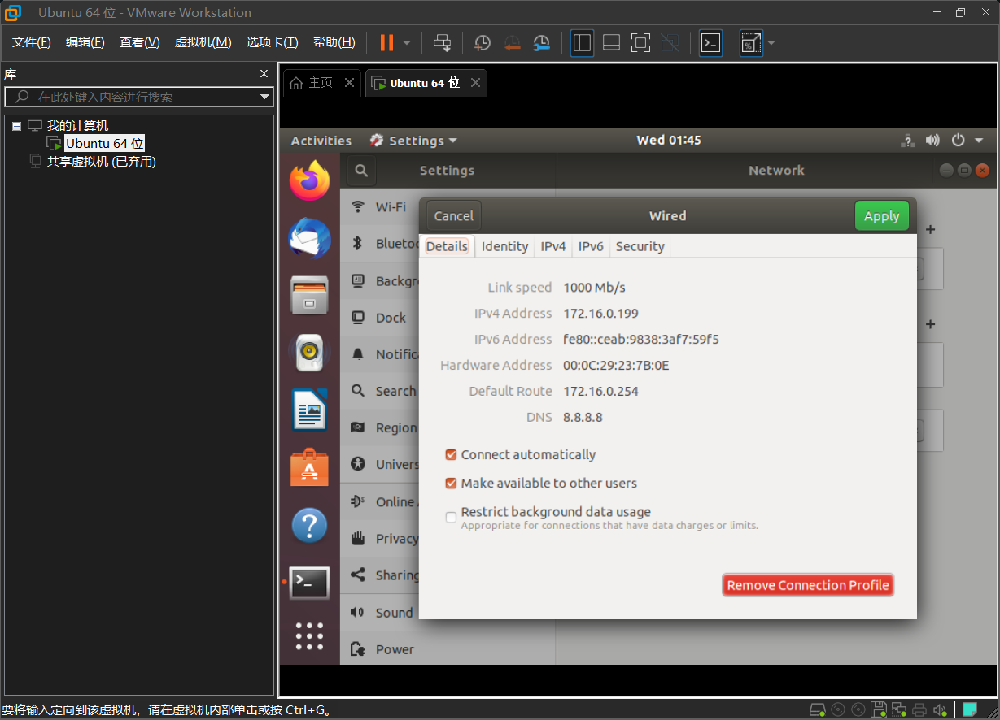 Ubuntu 64 位 - VMware Workstation
文件(F) 编辑(E) 查看(V) 虚拟机(M) 选项卡(T) 帮助(H)
库
在此处键入内容进行搜索
我的计算机
Ubuntu 64 位
共享虚拟机 (已弃用)
主页 Ubuntu 64 位
Activities Settings Wed 01:45
Settings Network
Wi-Fi
Bluetoo
Backgr
Dock
Notific
Search
Region
Univers
Online A
Privacy
Sharing
Sound
Power
Cancel Wired Apply
Details Identity IPv4 IPv6 Security
Link speed 1000 Mb/s
IPv4 Address 172.16.0.199
IPv6 Address fe80::ceab:9838:3af7:59f5
Hardware Address 00:0C:29:23:7B:0E
Default Route 172.16.0.254
DNS 8.8.8.8
Connect automatically
Make available to other users
Restrict background data usage
Appropriate for connections that have data charges or limits.
Remove Connection Profile
要将输入定向到该虚拟机，请在虚拟机内部单击或按 Ctrl+G。